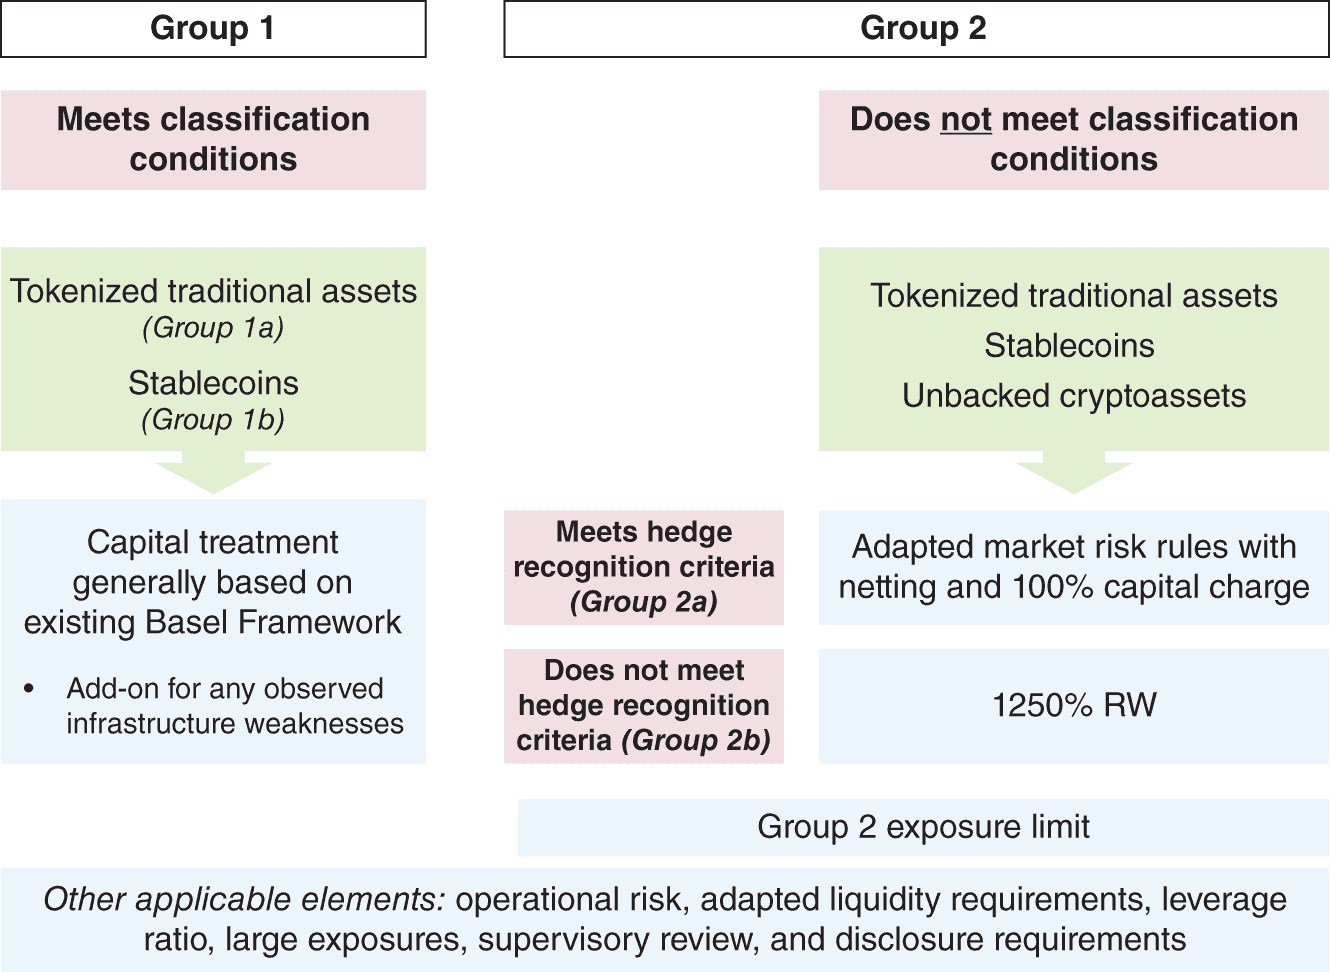 Group 1
Group 2
Meets classification
conditions
Does not meet classification
conditions
Tokenized traditional assets
(Group 1a)
Stablecoins
(Group 1b)
Tokenized traditional assets
Stablecoins
Unbacked cryptoassets
Capital treatment
generally based on
existing Basel Framework
• Add-on for any observed
infrastructure weaknesses
Meets hedge
recognition criteria
(Group 2a)
Adapted market risk rules with
netting and 100% capital charge
Does not meet
hedge recognition
criteria (Group 2b)
1250% RW
Group 2 exposure limit
Other applicable elements: operational risk, adapted liquidity requirements, leverage
ratio, large exposures, supervisory review, and disclosure requirements